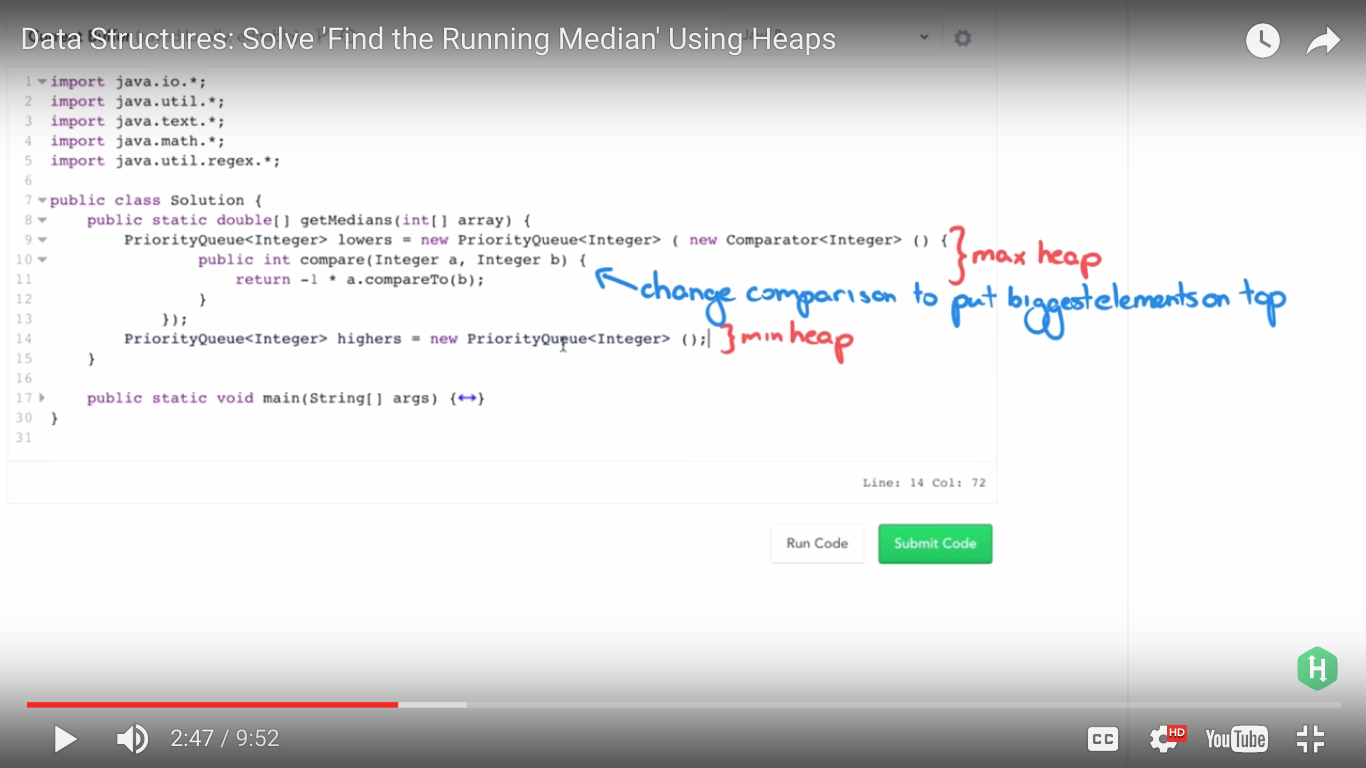 Data Structures: Solve 'Find the Running Median' Using Heaps
1 import java.io.*;
2 import java.util.*;
3 import java.text.*;
4 import java.math.*;
5 import java.util.regex.*;
6
7 public class Solution {
8 public static double[] getMedians(int[] array) {
9 PriorityQueue<Integer> lowers = new PriorityQueue<Integer> ( new Comparator<Integer> () { } max heap
10 public int compare(Integer a, Integer b) {
11 return -1 * a.compareTo(b);
change comparison to put biggest elements on top
12 }
13 });
14 PriorityQueue<Integer> highers = new PriorityQueue<Integer> (); } min heap
15 }
16
17 public static void main(String[] args) {↔}
30 }
31
Line: 14 Col: 72
Run Code Submit Code
H
2:47 / 9:52 CC HD YouTube